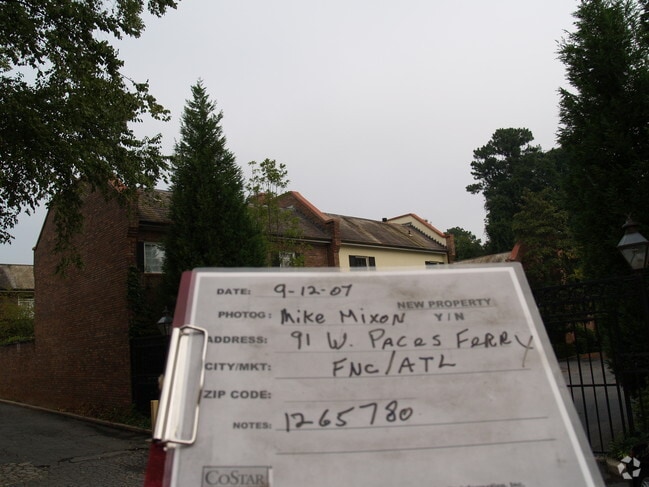 DATE: 9-12-07
NEW PROPERTY
PHOTOG: Mike Mixon Y/N
ADDRESS: 91 W. Paces Ferry
CITY/MKT: FNC/ATL
ZIP CODE:
NOTES: 1265780
COSTAR